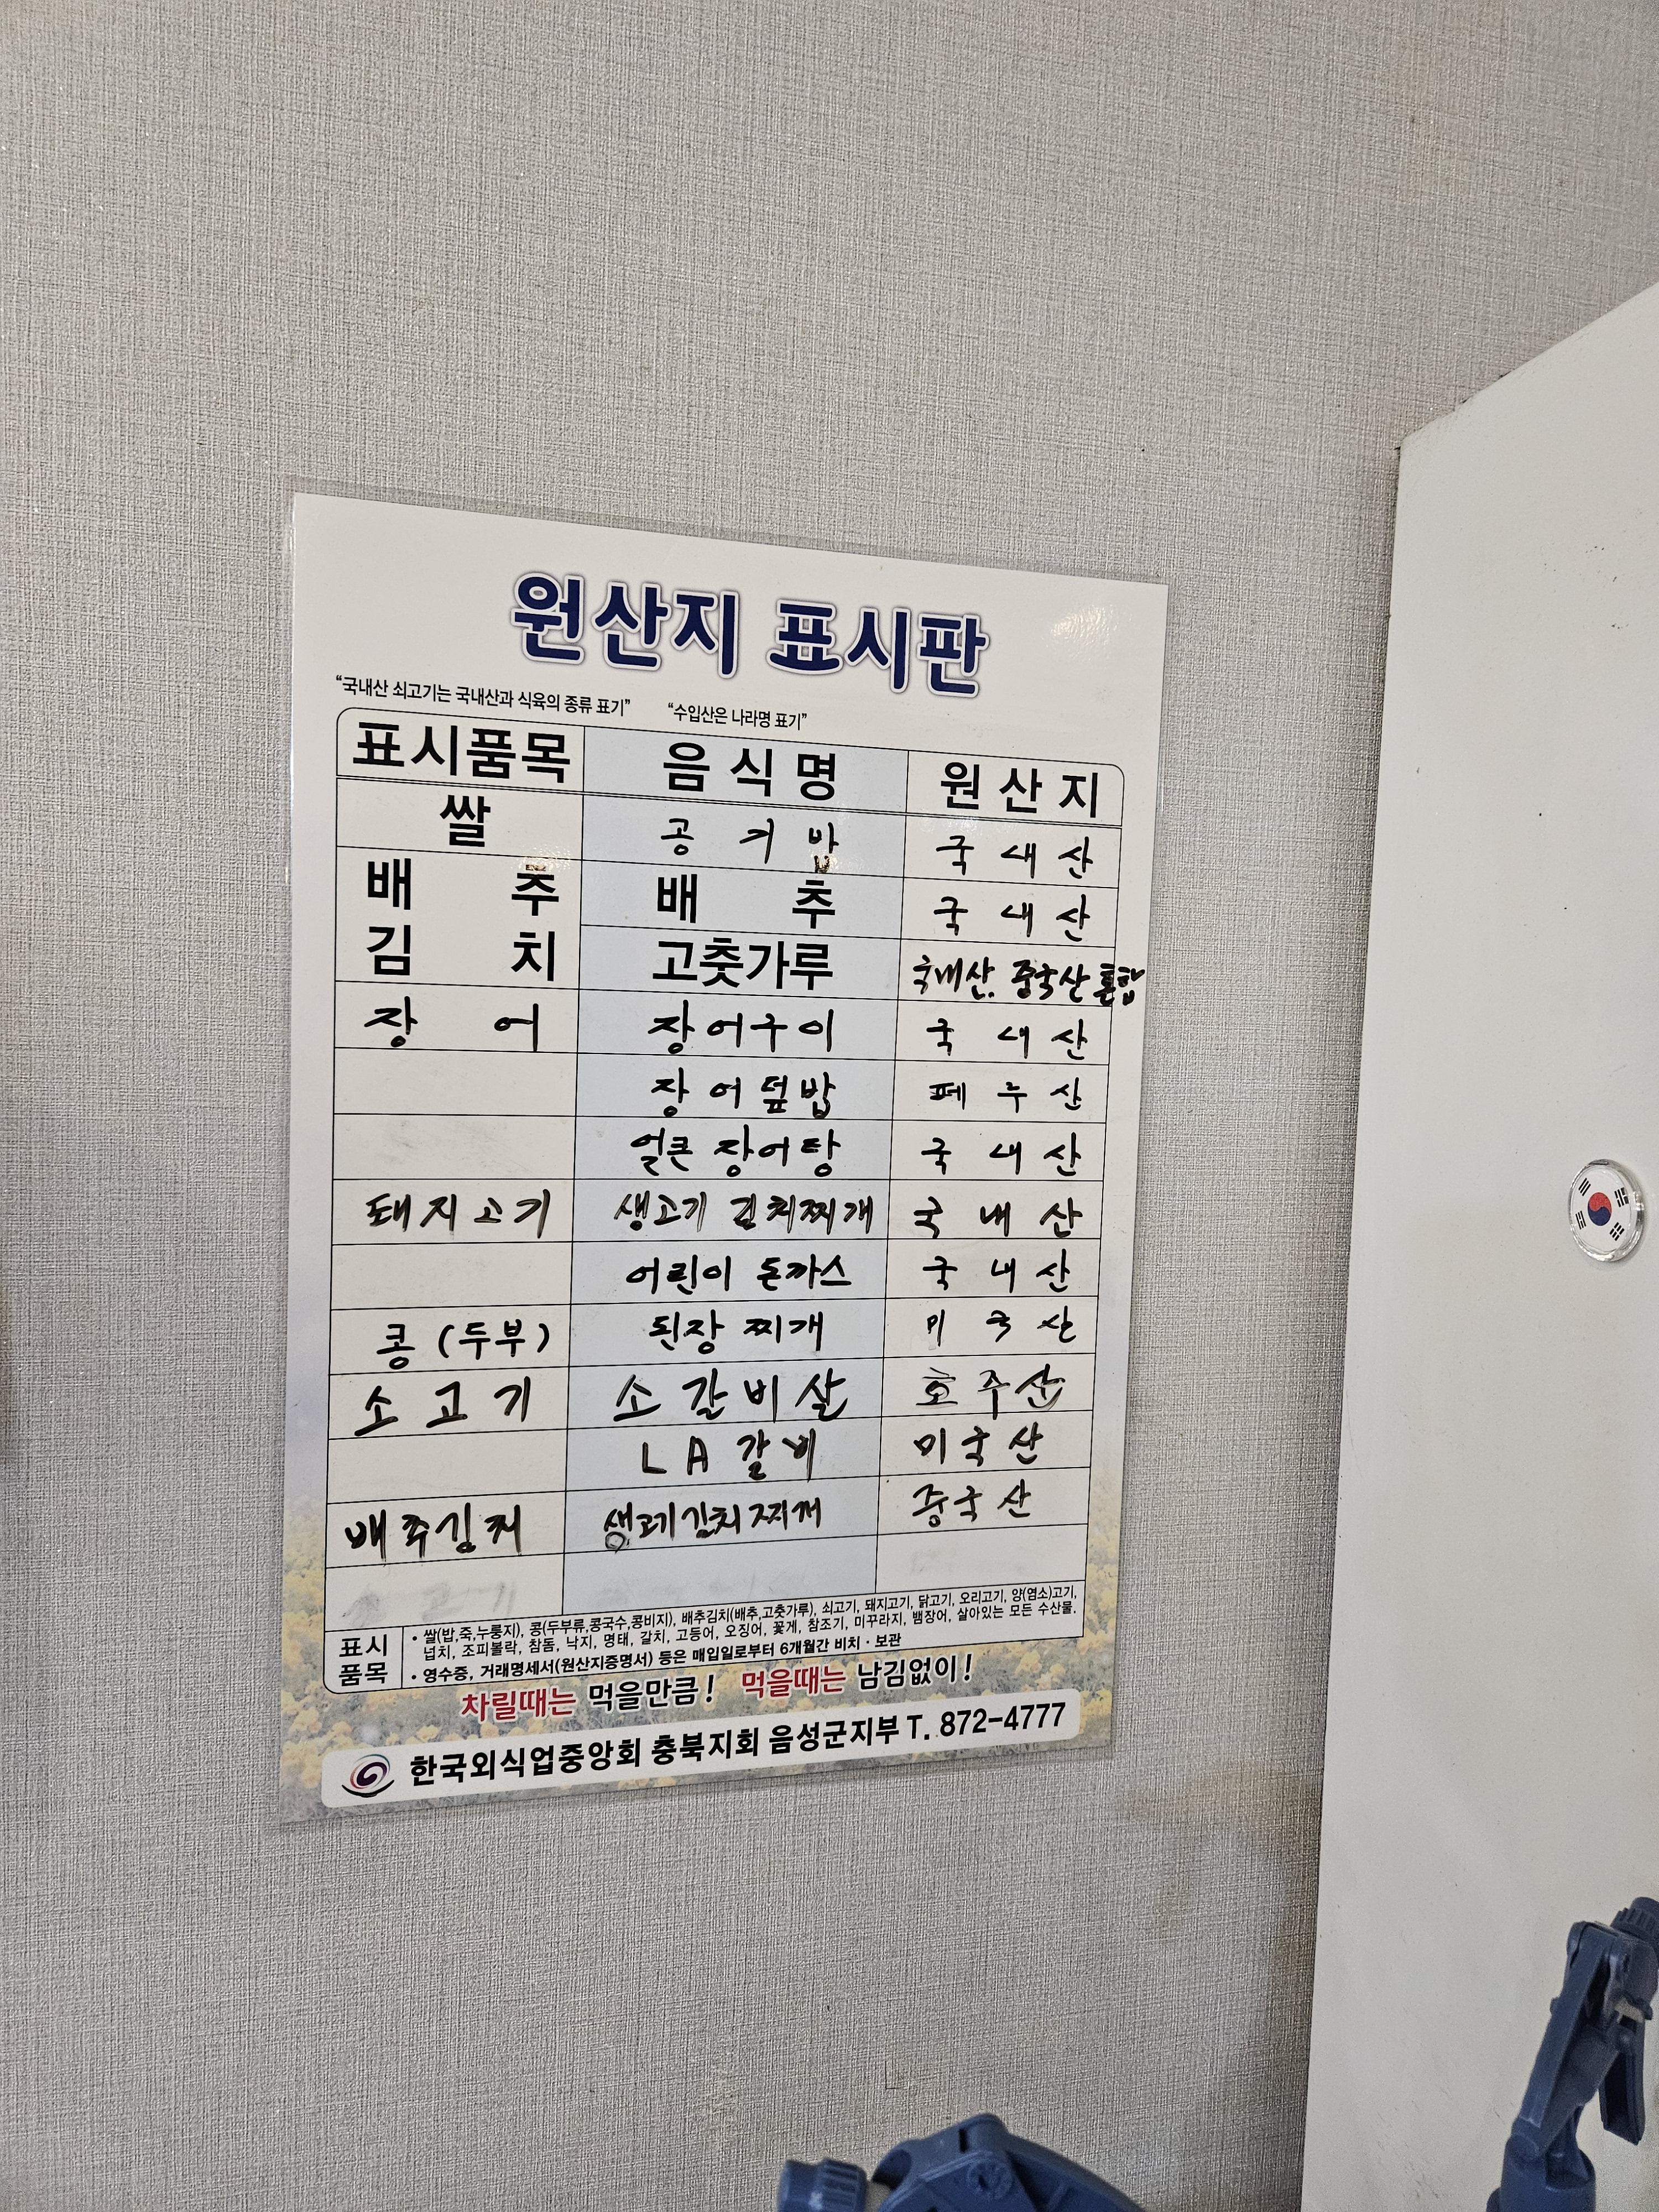 원산지 표시판
“국내산 쇠고기는 국내산과 식육의 종류 표기” “수입산은 나라명 표기”
표시품목 음식명 원산지
쌀 공기밥 국내산
배추김치 배추 국내산
고춧가루 국내산. 중국산 혼합
장어 장어구이 국내산
장어덮밥 페루산
얼큰 장어탕 국내산
돼지고기 생고기 김치찌개 국내산
어린이 돈까스 국내산
콩 (두부) 된장 찌개 미국산
소고기 소갈비살 호주산
LA갈비 미국산
배추김치 김치찌개 중국산
표시품목
• 쌀(밥,죽,누룽지), 콩(두부류,콩국수,콩비지), 배추김치(배추,고춧가루), 쇠고기, 돼지고기, 닭고기, 오리고기, 양(염소)고기,
넙치, 조피볼락, 참돔, 낙지, 명태, 갈치, 고등어, 오징어, 꽃게, 참조기, 미꾸라지, 뱀장어, 살아있는 모든 수산물.
• 영수증, 거래명세서(원산지증명서) 등은 매입일로부터 6개월간 비치 · 보관
차릴때는 먹을만큼! 먹을때는 남김없이!
한국외식업중앙회 충북지회 음성군지부 T. 872-4777